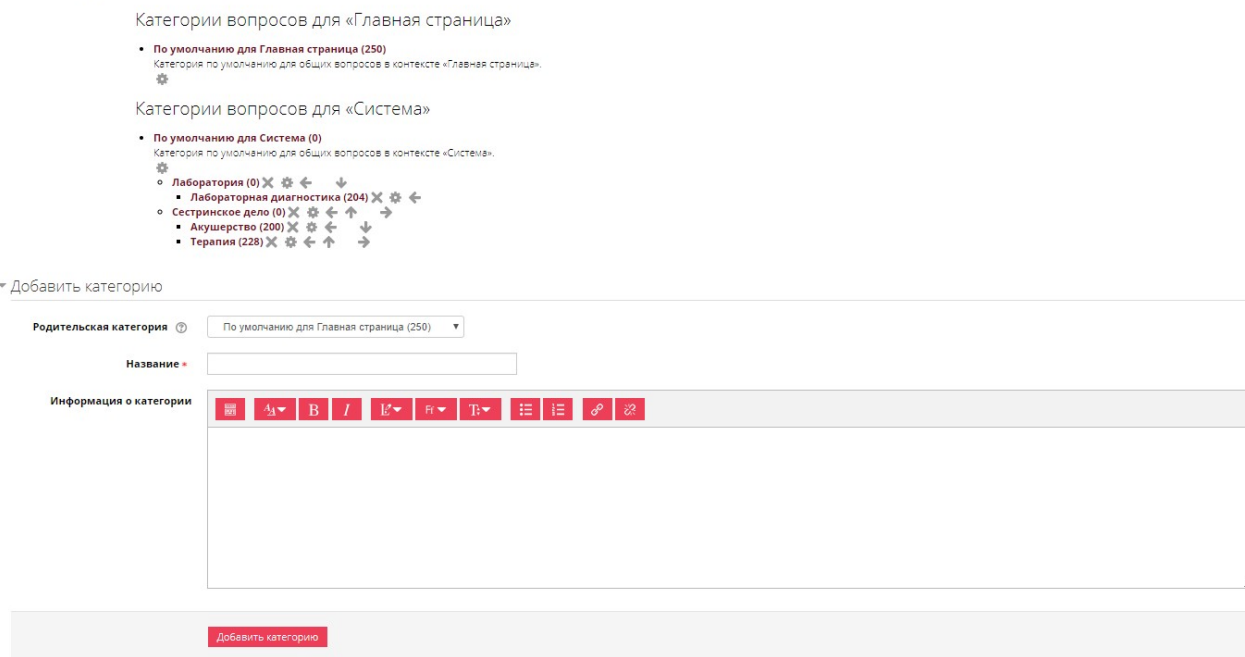 Категории вопросов для «Главная страница»
По умолчанию для Главная страница (250)
Категория по умолчанию для общих вопросов в контексте «Главная страница».
Категории вопросов для «Система»
По умолчанию для Система (0)
Категория по умолчанию для общих вопросов в контексте «Система».
Лаборатория (0)
Лабораторная диагностика (204)
Сестринское дело (0)
Акушерство (200)
Терапия (228)
Добавить категорию
Родительская категория
По умолчанию для Главная страница (250)
Название
Информация о категории
B I
Добавить категорию